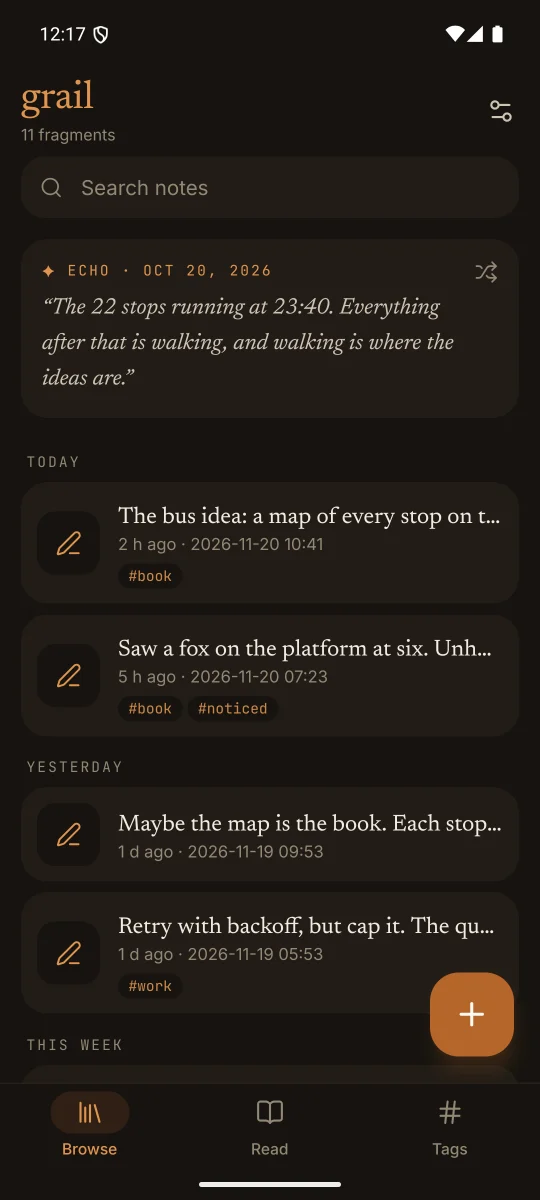 12:17
grail
11 fragments
Search notes
ECHO · OCT 20, 2026
“The 22 stops running at 23:40. Everything
after that is walking, and walking is where the
ideas are.”
TODAY
The bus idea: a map of every stop on t...
2 h ago · 2026-11-20 10:41
#book
Saw a fox on the platform at six. Unh...
5 h ago · 2026-11-20 07:23
#book #noticed
YESTERDAY
Maybe the map is the book. Each stop...
1 d ago · 2026-11-19 09:53
Retry with backoff, but cap it. The qu...
1 d ago · 2026-11-19 05:53
#work
THIS WEEK
Browse Read Tags